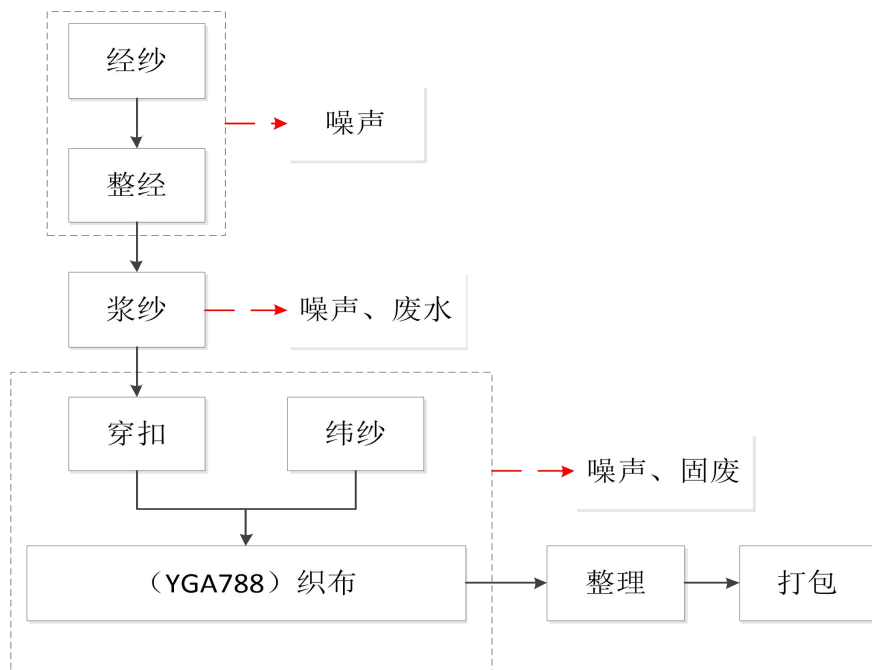 经纱
噪声
整经
浆纱
噪声、废水
穿扣
纬纱
噪声、固废
（YGA788）织布
整理
打包